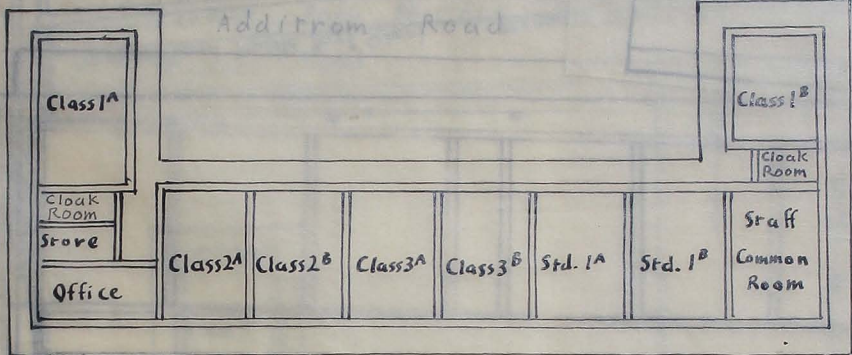 Additrom Road
Class 1A
Class 1B
Cloak
Room
Cloak
Room
Store
Office
Class 2A
Class 2B
Class 3A
Class 3B
Std. 1A
Std. 1B
Staff
Common
Room